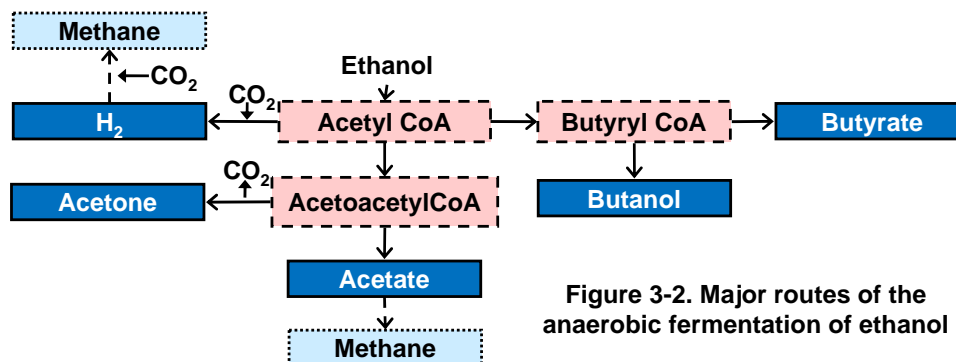 Methane
CO₂
Ethanol
CO₂
H₂
Acetyl CoA
Butyryl CoA
Butyrate
CO₂
Acetone
AcetoacetylCoA
Butanol
Acetate
Methane
Figure 3-2. Major routes of the
anaerobic fermentation of ethanol